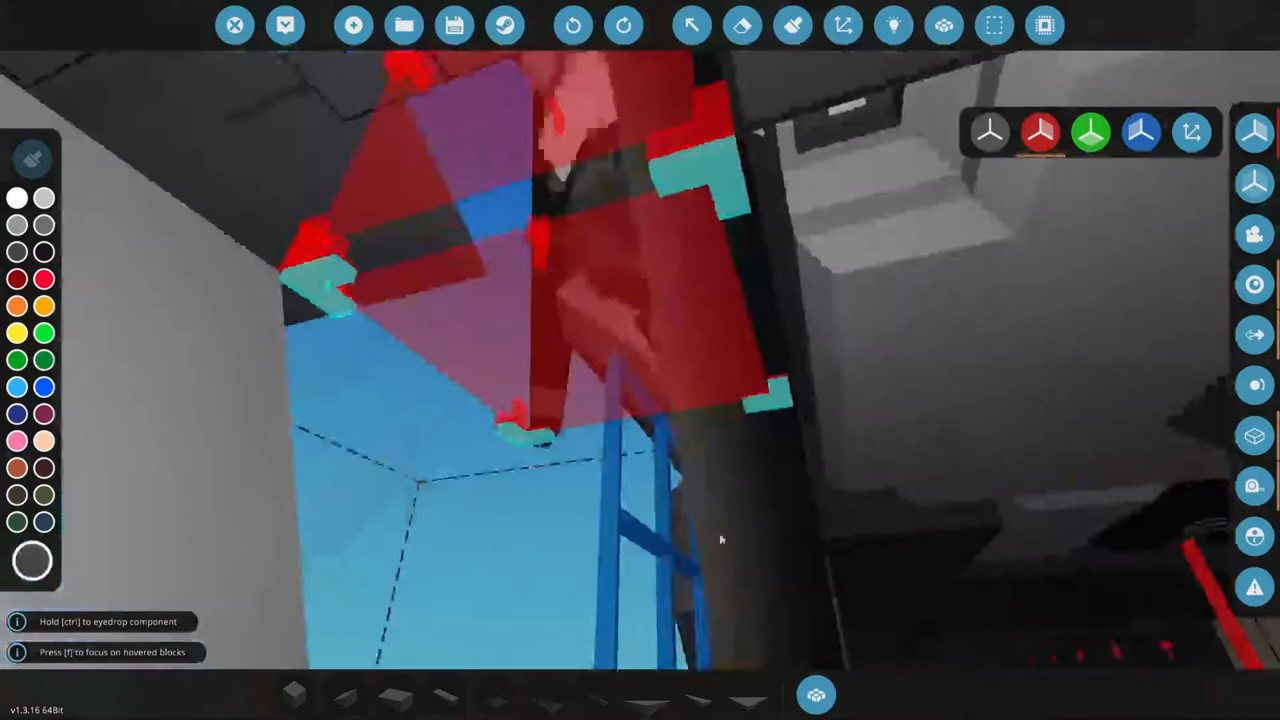 Hold [ctrl] to eyedrop component
Press [f] to focus on hovered blocks
v1.3.16 64Bit